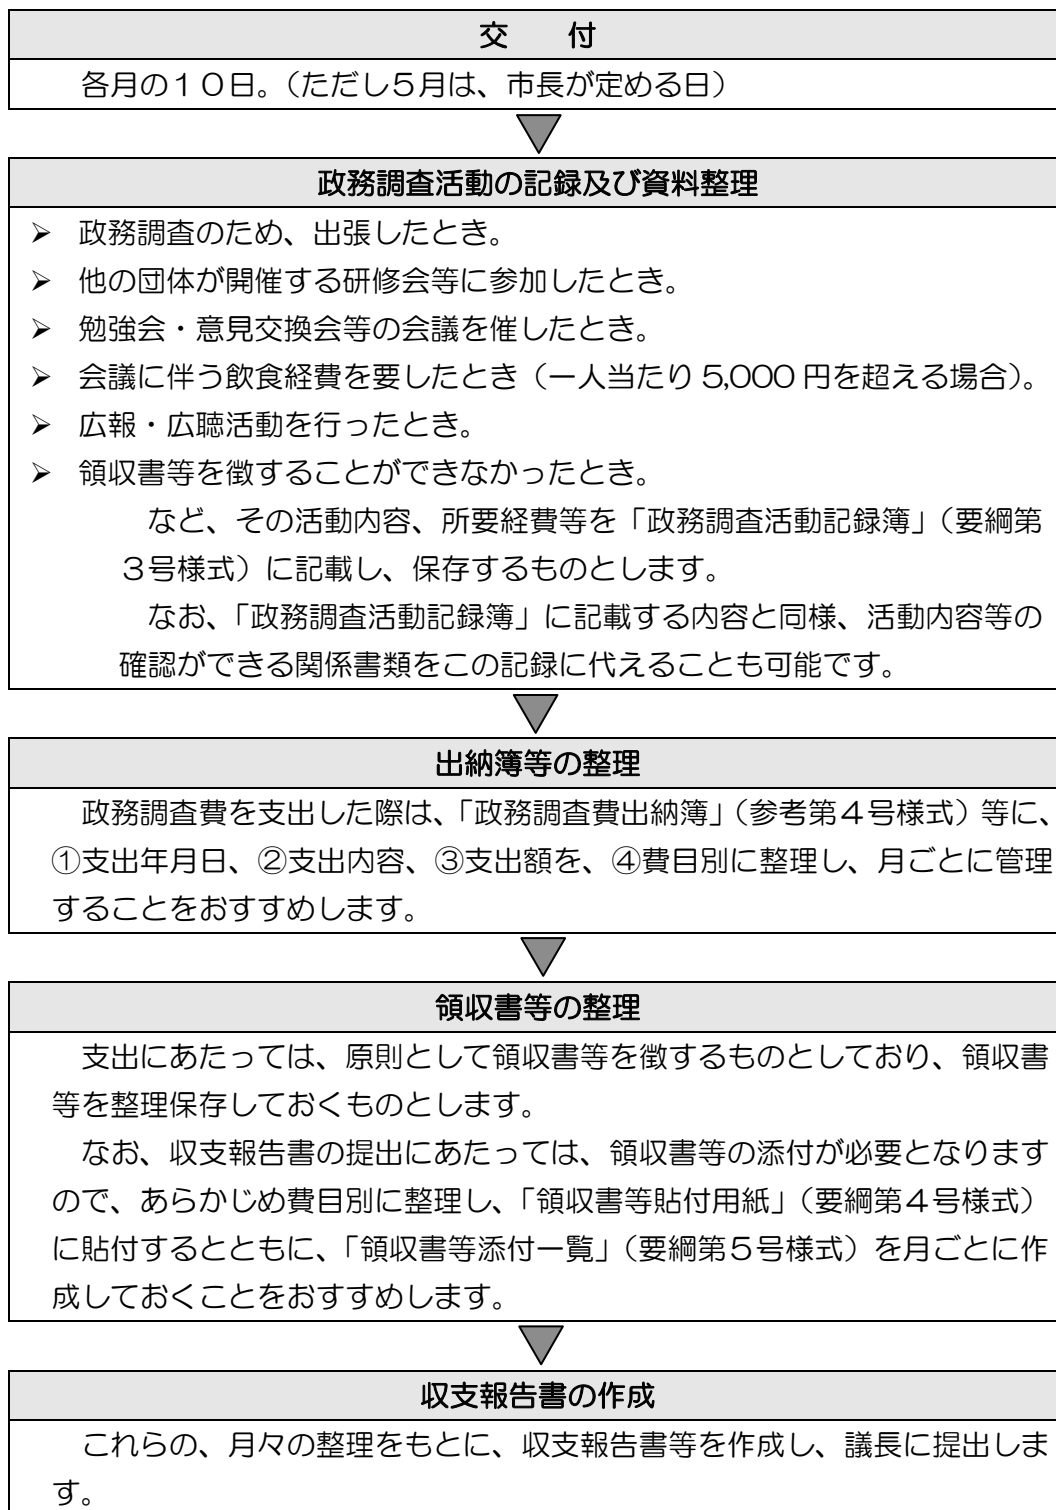 交　　付
各月の１０日。（ただし５月は、市長が定める日）
政務調査活動の記録及び資料整理
➢ 政務調査のため、出張したとき。
➢ 他の団体が開催する研修会等に参加したとき。
➢ 勉強会・意見交換会等の会議を催したとき。
➢ 会議に伴う飲食経費を要したとき（一人当たり 5,000 円を超える場合）。
➢ 広報・広聴活動を行ったとき。
➢ 領収書等を徴することができなかったとき。
など、その活動内容、所要経費等を「政務調査活動記録簿」（要綱第
３号様式）に記載し、保存するものとします。
なお、「政務調査活動記録簿」に記載する内容と同様、活動内容等の
確認ができる関係書類をこの記録に代えることも可能です。
出納簿等の整理
政務調査費を支出した際は、「政務調査費出納簿」（参考第４号様式）等に、
①支出年月日、②支出内容、③支出額を、④費目別に整理し、月ごとに管理
することをおすすめします。
領収書等の整理
支出にあたっては、原則として領収書等を徴するものとしており、領収書
等を整理保存しておくものとします。
なお、収支報告書の提出にあたっては、領収書等の添付が必要となります
ので、あらかじめ費目別に整理し、「領収書等貼付用紙」（要綱第４号様式）
に貼付するとともに、「領収書等添付一覧」（要綱第５号様式）を月ごとに作
成しておくことをおすすめします。
収支報告書の作成
これらの、月々の整理をもとに、収支報告書等を作成し、議長に提出しま
す。